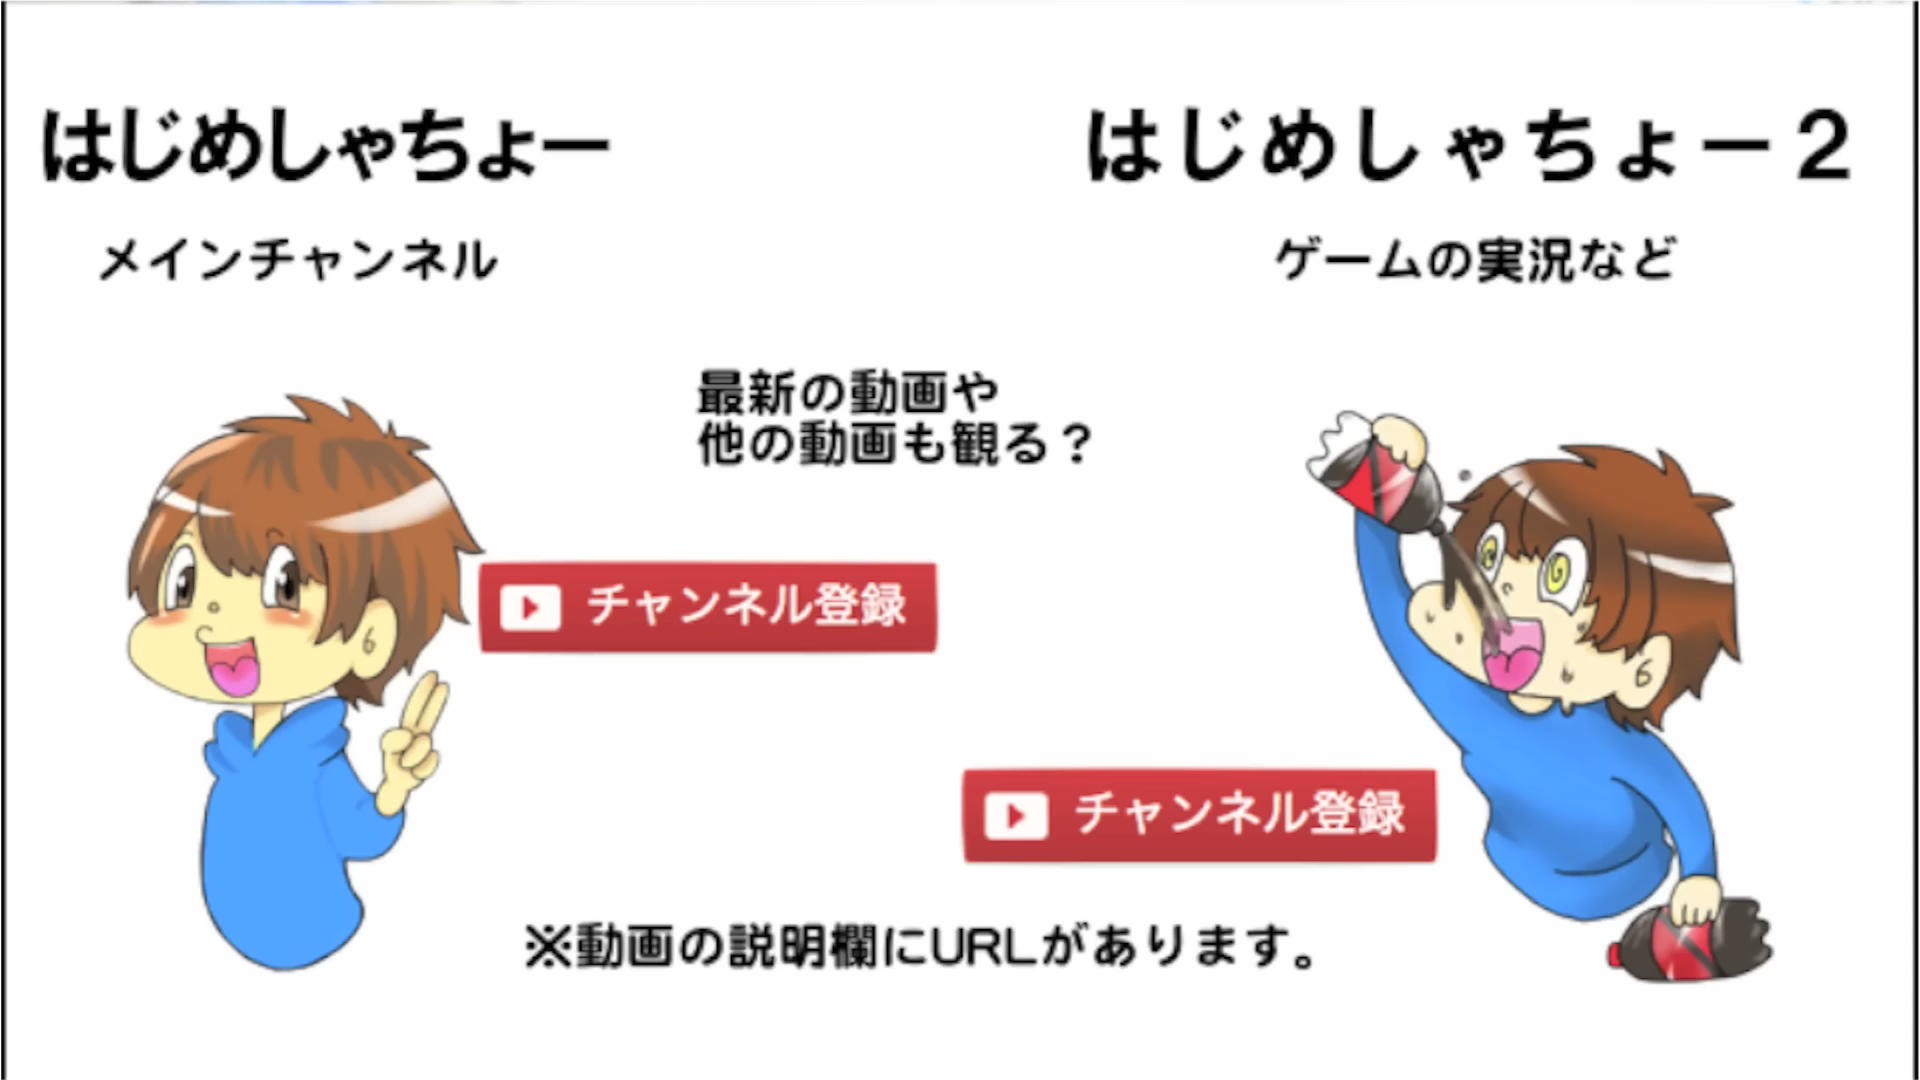 はじめしゃちょー
はじめしゃちょー２
メインチャンネル
ゲームの実況など
最新の動画や
他の動画も観る？
チャンネル登録
チャンネル登録
※動画の説明欄にURLがあります。